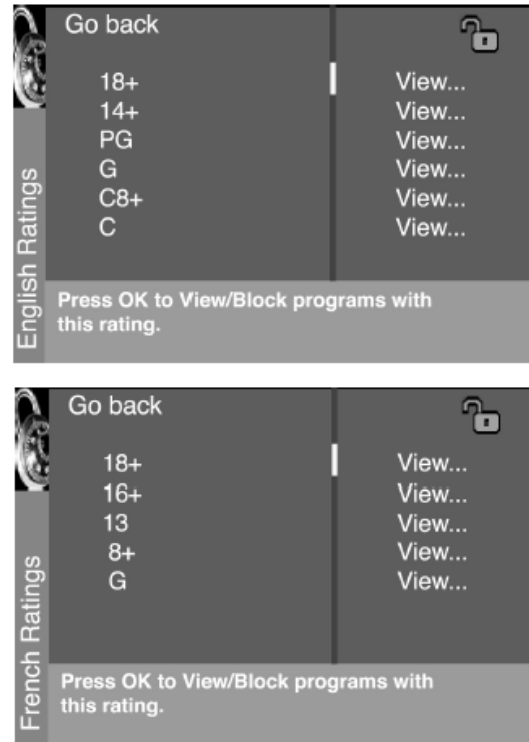 Go back
18+ View...
14+ View...
PG View...
G View...
C8+ View...
C View...
English Ratings
Press OK to View/Block programs with
this rating.
Go back
18+ View...
16+ View...
13 View...
8+ View...
G View...
French Ratings
Press OK to View/Block programs with
this rating.